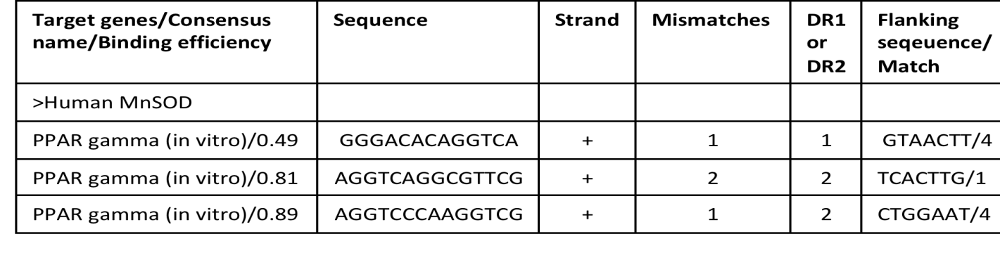 Target genes/Consensus name/Binding efficiency Sequence Strand Mismatches DR1 or DR2 Flanking seqeuence/ Match
>Human MnSOD
PPAR gamma (in vitro)/0.49 GGGACACAGGTCA + 1 1 GTAACTT/4
PPAR gamma (in vitro)/0.81 AGGTCAGGCGTTCG + 2 2 TCACTTG/1
PPAR gamma (in vitro)/0.89 AGGTCCCAAGGTCG + 1 2 CTGGAAT/4